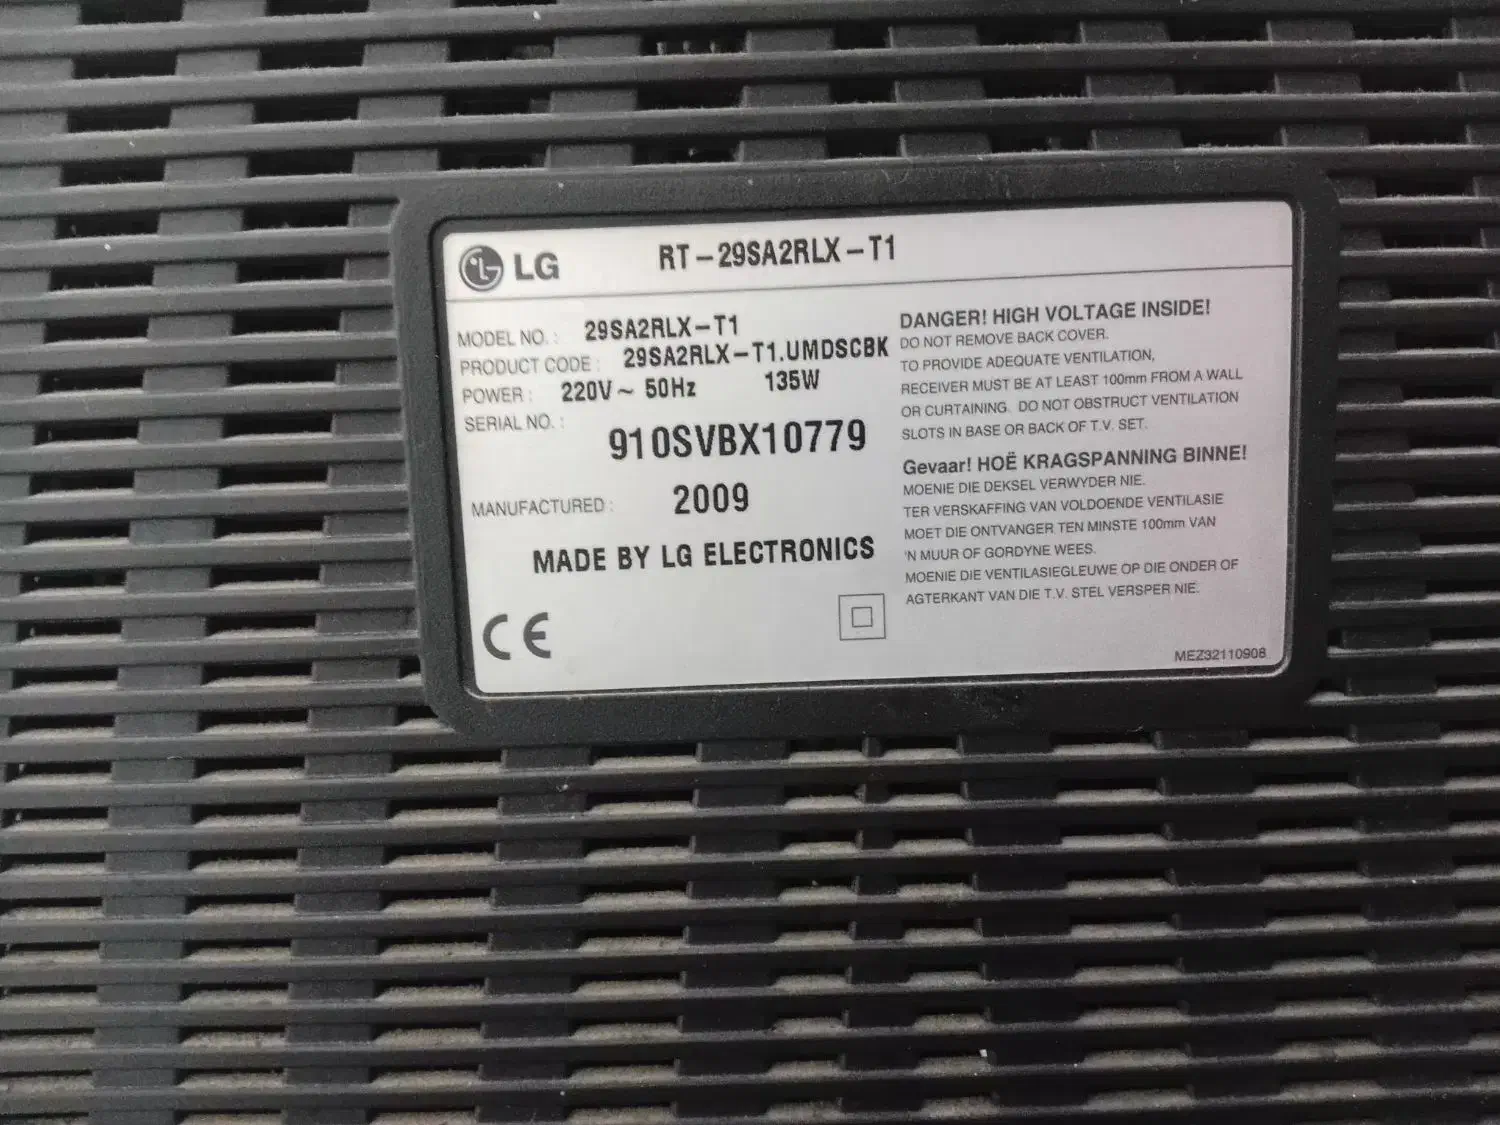 LG RT-29SA2RLX-T1
MODEL NO. : 29SA2RLX-T1
PRODUCT CODE : 29SA2RLX-T1.UMDSCBK
POWER : 220V ~ 50Hz 135W
SERIAL NO. :
910SVBX10779
MANUFACTURED : 2009
MADE BY LG ELECTRONICS
CE
DANGER! HIGH VOLTAGE INSIDE!
DO NOT REMOVE BACK COVER.
TO PROVIDE ADEQUATE VENTILATION,
RECEIVER MUST BE AT LEAST 100mm FROM A WALL
OR CURTAINING. DO NOT OBSTRUCT VENTILATION
SLOTS IN BASE OR BACK OF T.V. SET.
Gevaar! HOË KRAGSPANNING BINNE!
MOENIE DIE DEKSEL VERWYDER NIE.
TER VERSKAFFING VAN VOLDOENDE VENTILASIE
MOET DIE ONTVANGER TEN MINSTE 100mm VAN
'N MUUR OF GORDYNE WEES.
MOENIE DIE VENTILASIEGLEUWE OP DIE ONDER OF
AGTERKANT VAN DIE T.V. STEL VERSPER NIE.
MEZ32110908